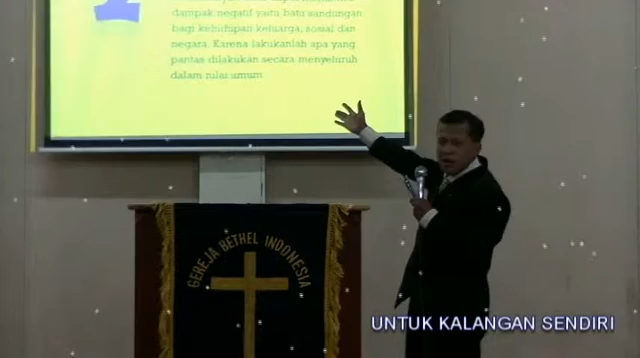 dampak negatif yaitu batu sandungan
bagi kehidupan keluarga, sosial dan
negara. Karena lakukanlah apa yang
pantas dilakukan secara menyeluruh
dalam nilai umum
GEREJA BETHEL INDONESIA
UNTUK KALANGAN SENDIRI